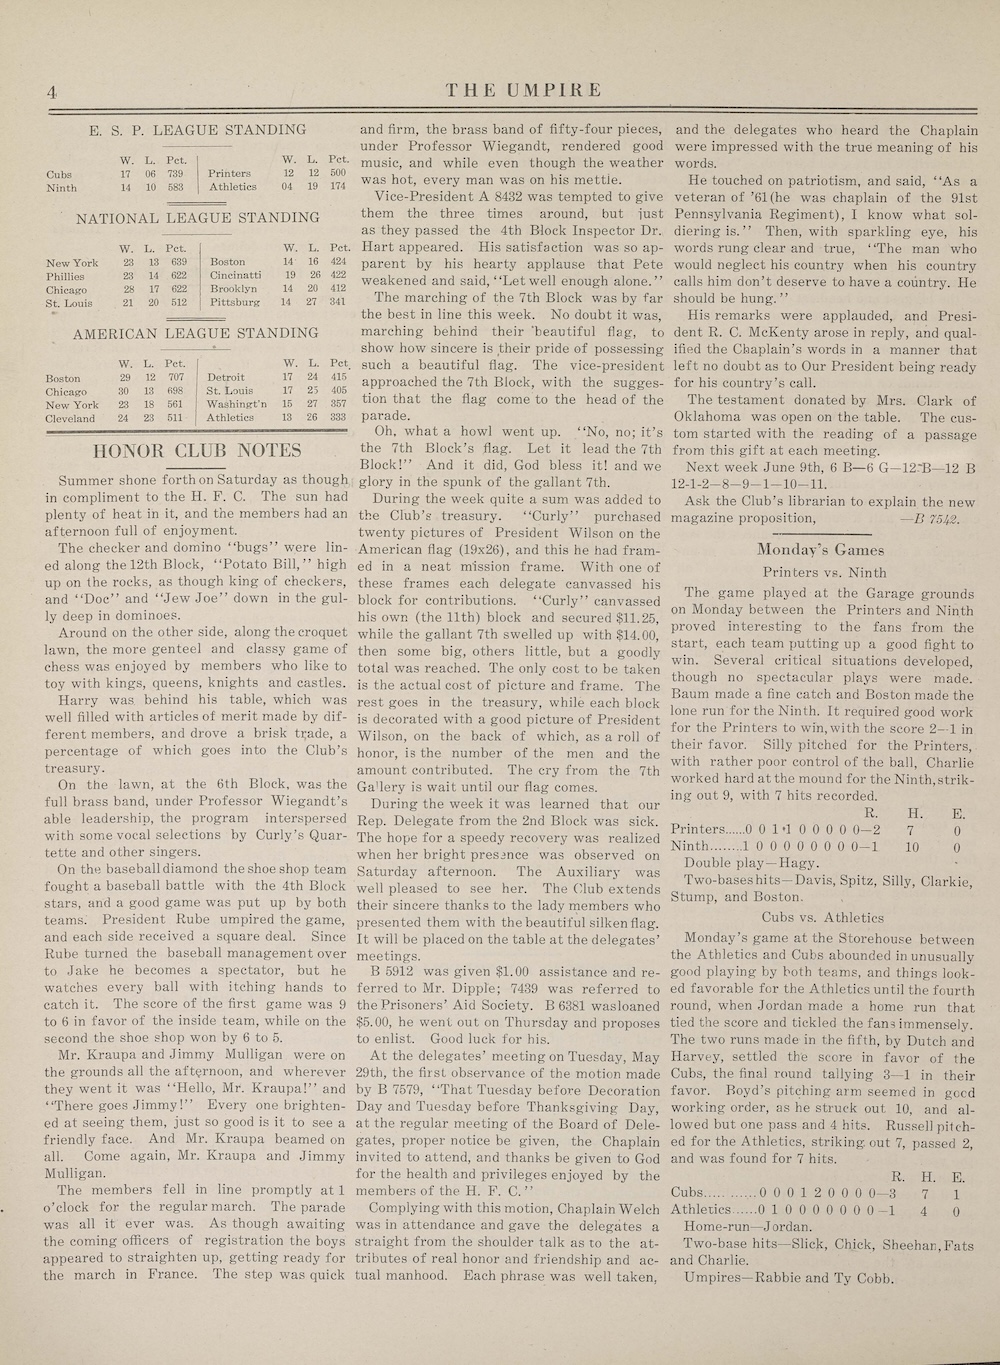 4
THE UMPIRE
E. S. P. LEAGUE STANDING
W. L. Pct. W. L. Pct.
Cubs 17 06 739 Printers 12 12 500
Ninth 14 10 583 Athletics 04 19 174
NATIONAL LEAGUE STANDING
W. L. Pct. W. L. Pct.
New York 23 13 639 Boston 14 16 424
Phillies 23 14 622 Cincinatti 19 26 422
Chicago 28 17 622 Brooklyn 14 20 412
St. Louis 21 20 512 Pittsburg 14 27 341
AMERICAN LEAGUE STANDING
W. L. Pct. W. L. Pct.
Boston 29 12 707 Detroit 17 24 415
Chicago 30 13 698 St. Louis 17 25 405
New York 23 18 561 Washingt'n 15 27 357
Cleveland 24 23 511 Athletics 13 26 333
HONOR CLUB NOTES
Summer shone forth on Saturday as though
in compliment to the H. F. C. The sun had
plenty of heat in it, and the members had an
afternoon full of enjoyment.
The checker and domino "bugs" were lin-
ed along the 12th Block, "Potato Bill," high
up on the rocks, as though king of checkers,
and "Doc" and "Jew Joe" down in the gul-
ly deep in dominoes.
Around on the other side, along the croquet
lawn, the more genteel and classy game of
chess was enjoyed by members who like to
toy with kings, queens, knights and castles.
Harry was behind his table, which was
well filled with articles of merit made by dif-
ferent members, and drove a brisk trade, a
percentage of which goes into the Club's
treasury.
On the lawn, at the 6th Block, was the
full brass band, under Professor Wiegandt's
able leadership, the program interspersed
with some vocal selections by Curly's Quar-
tette and other singers.
On the baseball diamond the shoe shop team
fought a baseball battle with the 4th Block
stars, and a good game was put up by both
teams. President Rube umpired the game,
and each side received a square deal. Since
Rube turned the baseball management over
to Jake he becomes a spectator, but he
watches every ball with itching hands to
catch it. The score of the first game was 9
to 6 in favor of the inside team, while on the
second the shoe shop won by 6 to 5.
Mr. Kraupa and Jimmy Mulligan were on
the grounds all the afternoon, and wherever
they went it was "Hello, Mr. Kraupa!" and
"There goes Jimmy!" Every one brighten-
ed at seeing them, just so good is it to see a
friendly face. And Mr. Kraupa beamed on
all. Come again, Mr. Kraupa and Jimmy
Mulligan.
The members fell in line promptly at 1
o'clock for the regular march. The parade
was all it ever was. As though awaiting
the coming officers of registration the boys
appeared to straighten up, getting ready for
the march in France. The step was quick
and firm, the brass band of fifty-four pieces,
under Professor Wiegandt, rendered good
music, and while even though the weather
was hot, every man was on his mettle.
Vice-President A 8432 was tempted to give
them the three times around, but just
as they passed the 4th Block Inspector Dr.
Hart appeared. His satisfaction was so ap-
parent by his hearty applause that Pete
weakened and said, "Let well enough alone."
The marching of the 7th Block was by far
the best in line this week. No doubt it was,
marching behind their beautiful flag, to
show how sincere is their pride of possessing
such a beautiful flag. The vice-president
approached the 7th Block, with the sugges-
tion that the flag come to the head of the
parade.
Oh, what a howl went up. "No, no; it's
the 7th Block's flag. Let it lead the 7th
Block!" And it did, God bless it! and we
glory in the spunk of the gallant 7th.
During the week quite a sum was added to
the Club's treasury. "Curly" purchased
twenty pictures of President Wilson on the
American flag (19x26), and this he had fram-
ed in a neat mission frame. With one of
these frames each delegate canvassed his
block for contributions. "Curly" canvassed
his own (the 11th) block and secured $11.25,
while the gallant 7th swelled up with $14.00,
then some big, others little, but a goodly
total was reached. The only cost to be taken
is the actual cost of picture and frame. The
rest goes in the treasury, while each block
is decorated with a good picture of President
Wilson, on the back of which, as a roll of
honor, is the number of the men and the
amount contributed. The cry from the 7th
Gallery is wait until our flag comes.
During the week it was learned that our
Rep. Delegate from the 2nd Block was sick.
The hope for a speedy recovery was realized
when her bright presence was observed on
Saturday afternoon. The Auxiliary was
well pleased to see her. The Club extends
their sincere thanks to the lady members who
presented them with the beautiful silken flag.
It will be placed on the table at the delegates'
meetings.
B 5912 was given $1.00 assistance and re-
ferred to Mr. Dipple; 7439 was referred to
the Prisoners' Aid Society. B 6381 wasloaned
$5.00, he went out on Thursday and proposes
to enlist. Good luck for his.
At the delegates' meeting on Tuesday, May
29th, the first observance of the motion made
by B 7579, "That Tuesday before Decoration
Day and Tuesday before Thanksgiving Day,
at the regular meeting of the Board of Dele-
gates, proper notice be given, the Chaplain
invited to attend, and thanks be given to God
for the health and privileges enjoyed by the
members of the H. F. C."
Complying with this motion, Chaplain Welch
was in attendance and gave the delegates a
straight from the shoulder talk as to the at-
tributes of real honor and friendship and ac-
tual manhood. Each phrase was well taken,
and the delegates who heard the Chaplain
were impressed with the true meaning of his
words.
He touched on patriotism, and said, "As a
veteran of '61(he was chaplain of the 91st
Pennsylvania Regiment), I know what sol-
diering is." Then, with sparkling eye, his
words rung clear and true, "The man who
would neglect his country when his country
calls him don't deserve to have a country. He
should be hung."
His remarks were applauded, and Presi-
dent R. C. McKenty arose in reply, and qual-
ified the Chaplain's words in a manner that
left no doubt as to Our President being ready
for his country's call.
The testament donated by Mrs. Clark of
Oklahoma was open on the table. The cus-
tom started with the reading of a passage
from this gift at each meeting.
Next week June 9th, 6 B—6 G—12-B—12 B
12-1-2—8—9—1—10—11.
Ask the Club's librarian to explain the new
magazine proposition, —B 7542.
Monday's Games
Printers vs. Ninth
The game played at the Garage grounds
on Monday between the Printers and Ninth
proved interesting to the fans from the
start, each team putting up a good fight to
win. Several critical situations developed,
though no spectacular plays were made.
Baum made a fine catch and Boston made the
lone run for the Ninth. It required good work
for the Printers to win, with the score 2—1 in
their favor. Silly pitched for the Printers,
with rather poor control of the ball, Charlie
worked hard at the mound for the Ninth, strik-
ing out 9, with 7 hits recorded.
R. H. E.
Printers.....0 0 1 1 0 0 0 0 0—2 7 0
Ninth........1 0 0 0 0 0 0 0 0—1 10 0
Double play—Hagy.
Two-bases hits—Davis, Spitz, Silly, Clarkie,
Stump, and Boston.
Cubs vs. Athletics
Monday's game at the Storehouse between
the Athletics and Cubs abounded in unusually
good playing by both teams, and things look-
ed favorable for the Athletics until the fourth
round, when Jordan made a home run that
tied the score and tickled the fans immensely.
The two runs made in the fifth, by Dutch and
Harvey, settled the score in favor of the
Cubs, the final round tallying 3—1 in their
favor. Boyd's pitching arm seemed in good
working order, as he struck out 10, and al-
lowed but one pass and 4 hits. Russell pitch-
ed for the Athletics, striking out 7, passed 2,
and was found for 7 hits.
R. H. E.
Cubs............0 0 0 1 2 0 0 0 0—3 7 1
Athletics......0 1 0 0 0 0 0 0 0—1 4 0
Home-run—Jordan.
Two-base hits—Slick, Chick, Sheehan, Fats
and Charlie.
Umpires—Rabbie and Ty Cobb.